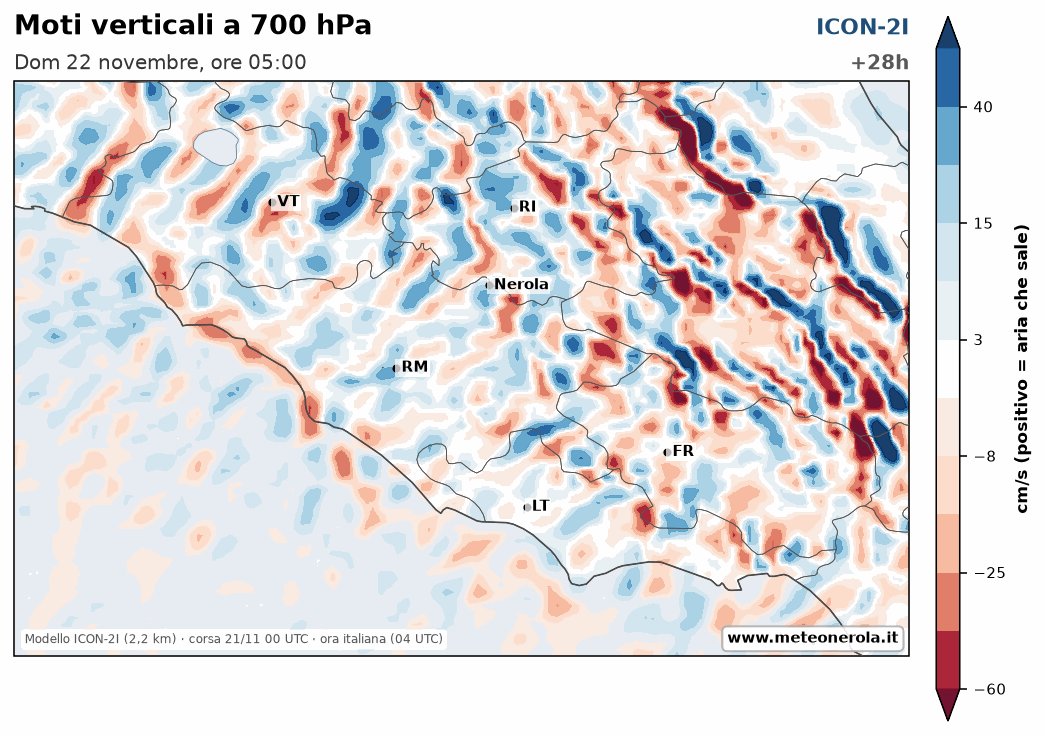 Moti verticali a 700 hPa
ICON-2I
Dom 22 novembre, ore 05:00
+28h
VT
RI
Nerola
RM
FR
LT
40
15
3
−8
−25
−60
cm/s (positivo = aria che sale)
Modello ICON-2I (2,2 km) · corsa 21/11 00 UTC · ora italiana (04 UTC)
www.meteonerola.it